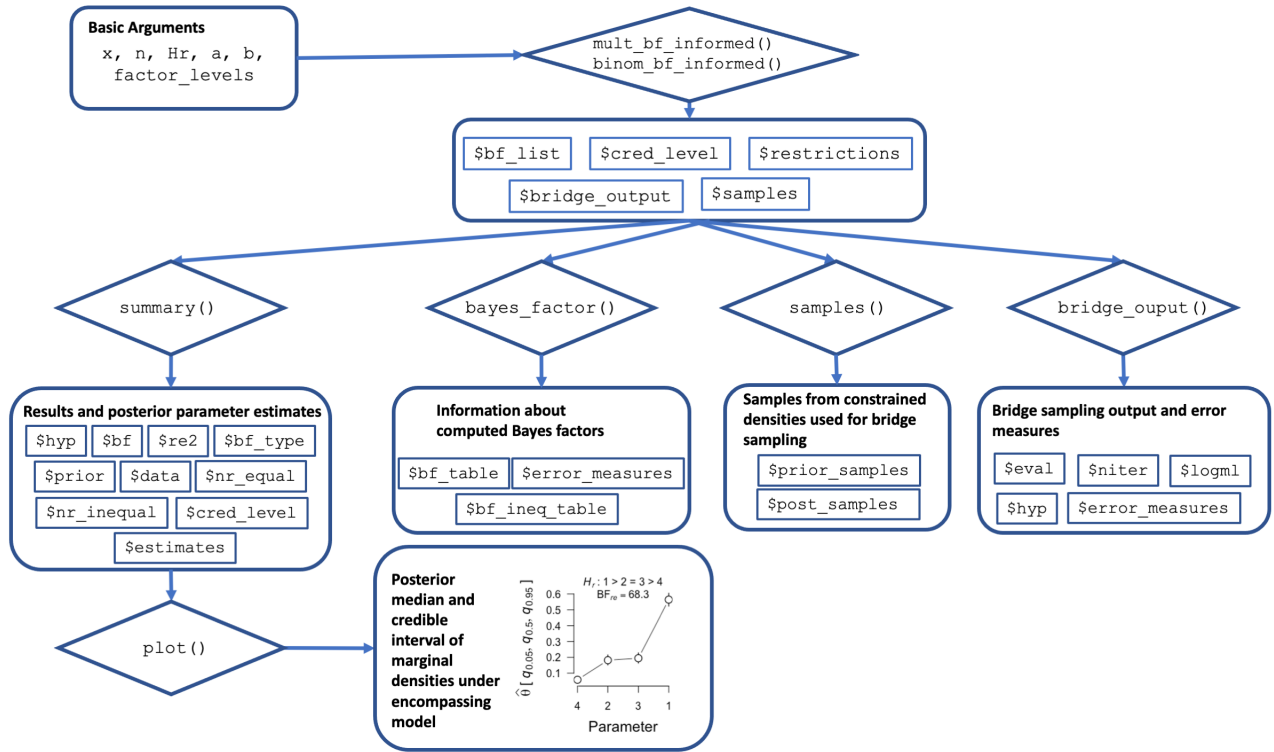 Basic Arguments
x, n, Hr, a, b,
factor_levels
mult_bf_informed()
binom_bf_informed()
$bf_list $cred_level $restrictions
$bridge_output $samples
summary() bayes_factor() samples() bridge_ouput()
Results and posterior parameter estimates
$hyp $bf $re2 $bf_type
$prior $data $nr_equal
$nr_inequal $cred_level
$estimates
Information about
computed Bayes factors
$bf_table $error_measures
$bf_ineq_table
Samples from constrained
densities used for bridge
sampling
$prior_samples
$post_samples
Bridge sampling output and error
measures
$eval $niter $logml
$hyp $error_measures
plot()
Posterior
median and
credible
interval of
marginal
densities under
encompassing
model
Hr : 1 > 2 = 3 > 4
BFre = 68.3
θ̂ [ q0.05, q0.5, q0.95 ]
0.6
0.5
0.4
0.3
0.2
0.1
4 2 3 1
Parameter